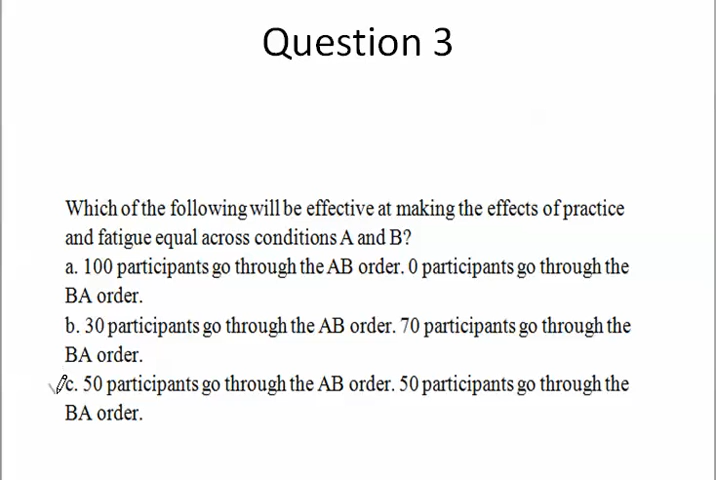 Question 3
Which of the following will be effective at making the effects of practice
and fatigue equal across conditions A and B?
a. 100 participants go through the AB order. 0 participants go through the
BA order.
b. 30 participants go through the AB order. 70 participants go through the
BA order.
c. 50 participants go through the AB order. 50 participants go through the
BA order.